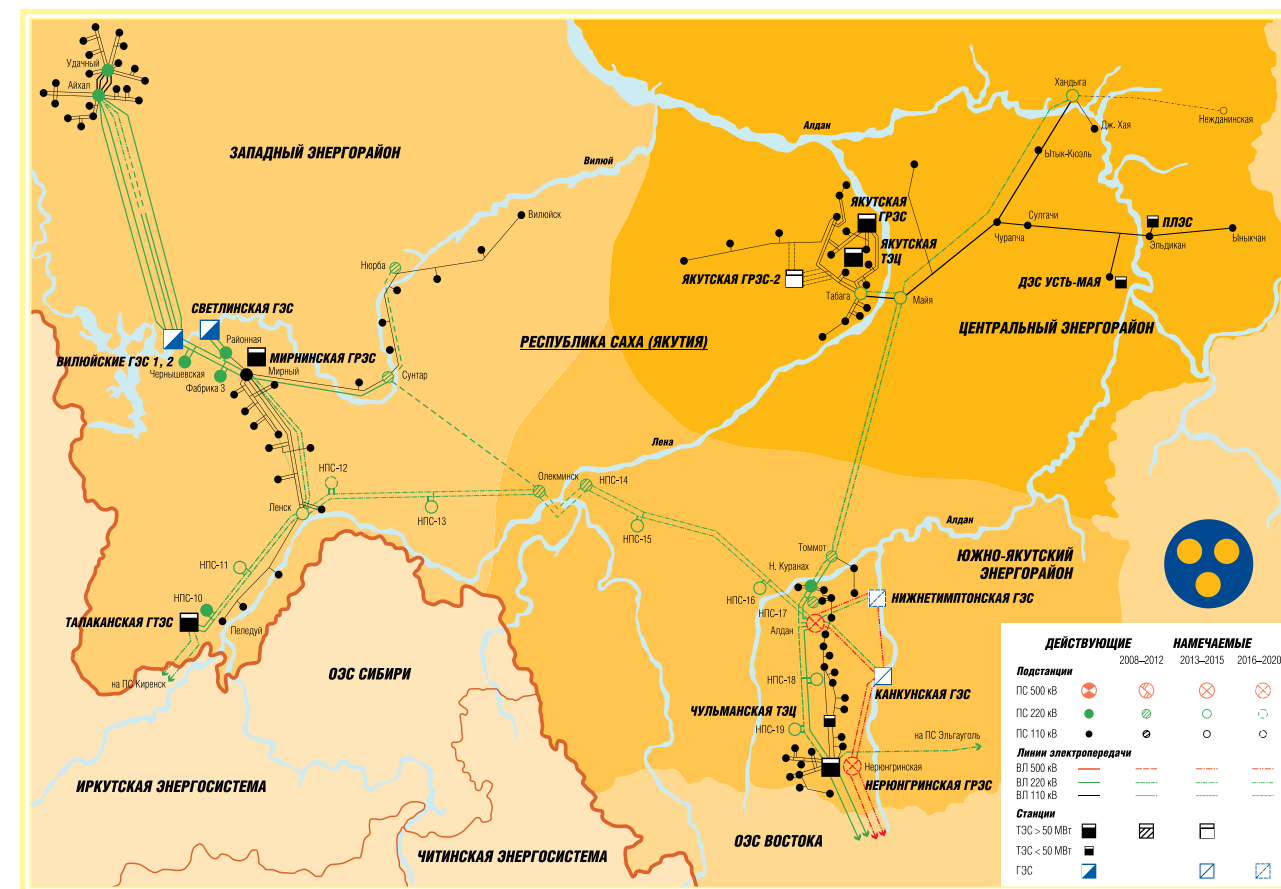 Удачный
Айхал
ЗАПАДНЫЙ ЭНЕРГОРАЙОН
Вилюй
Алдан
Хандыга
Нежданинская
Дж. Хая
Ытык-Кюэль
Вилюйск
ЯКУТСКАЯ
ГРЭС
ЯКУТСКАЯ
ТЭЦ
ЯКУТСКАЯ ГРЭС-2
Сулгачи
Чурапча
ПЛЭС
Эльдикан
Ыныкчан
ДЭС УСТЬ-МАЯ
Нюрба
Табага
Майя
ЦЕНТРАЛЬНЫЙ ЭНЕРГОРАЙОН
СВЕТЛИНСКАЯ ГЭС
Районная
ВИЛЮЙСКИЕ ГЭС 1, 2
МИРНИНСКАЯ ГРЭС
Чернышевская
Мирный
Фабрика 3
Сунтар
РЕСПУБЛИКА САХА (ЯКУТИЯ)
Лена
НПС-12
Олекминск
НПС-14
Ленск
НПС-13
НПС-15
Алдан
НПС-11
Томмот
ЮЖНО-ЯКУТСКИЙ
ЭНЕРГОРАЙОН
Н. Куранах
НПС-10
НПС-16
НПС-17
НИЖНЕТИМПТОНСКАЯ ГЭС
ТАЛАКАНСКАЯ ГТЭС
Пеледуй
Алдан
на ПС Киренск
ОЭС СИБИРИ
НПС-18
КАНКУНСКАЯ ГЭС
ЧУЛЬМАНСКАЯ ТЭЦ
НПС-19
на ПС Эльгауголь
Нерюнгринская
НЕРЮНГРИНСКАЯ ГРЭС
ИРКУТСКАЯ ЭНЕРГОСИСТЕМА
ОЭС ВОСТОКА
ЧИТИНСКАЯ ЭНЕРГОСИСТЕМА
ДЕЙСТВУЮЩИЕ НАМЕЧАЕМЫЕ
2008–2012 2013–2015 2016–2020
Подстанции
ПС 500 кВ
ПС 220 кВ
ПС 110 кВ
Линии электропередачи
ВЛ 500 кВ
ВЛ 220 кВ
ВЛ 110 кВ
Станции
ТЭС > 50 МВт
ТЭС < 50 МВт
ГЭС